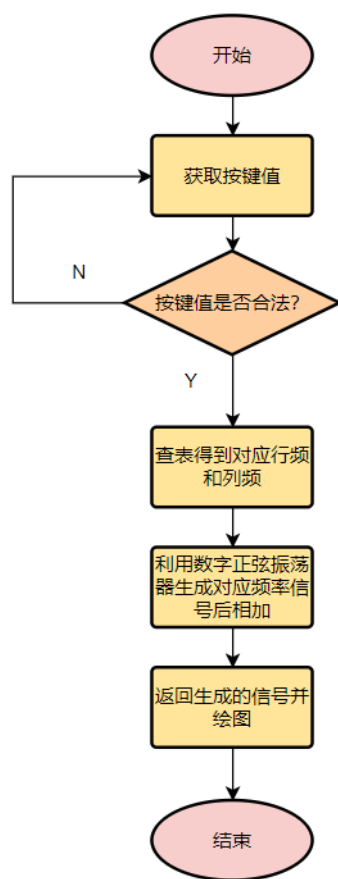 开始
获取按键值
N
按键值是否合法?
Y
查表得到对应行频
和列频
利用数字正弦振荡
器生成对应频率信
号后相加
返回生成的信号并
绘图
结束